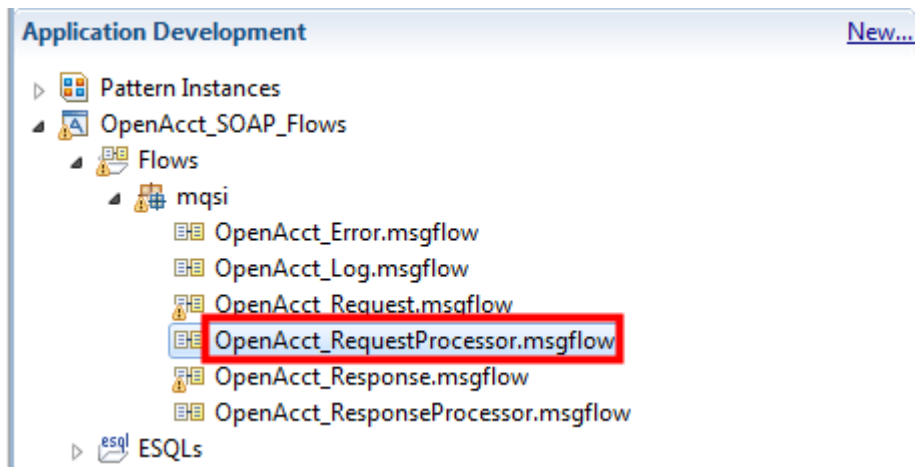 Application Development New...
Pattern Instances
OpenAcct_SOAP_Flows
Flows
mqsi
OpenAcct_Error.msgflow
OpenAcct_Log.msgflow
OpenAcct_Request.msgflow
OpenAcct_RequestProcessor.msgflow
OpenAcct_Response.msgflow
OpenAcct_ResponseProcessor.msgflow
esql ESQLs